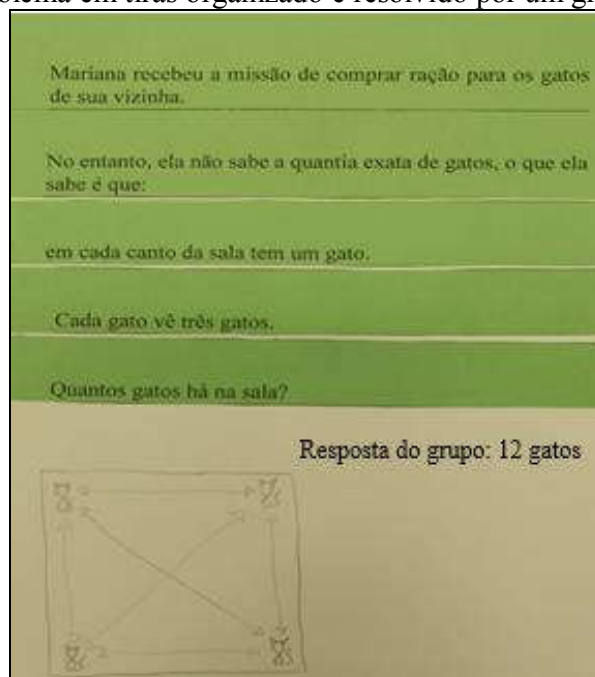 Mariana recebeu a missão de comprar ração para os gatos
de sua vizinha.
No entanto, ela não sabe a quantia exata de gatos, o que ela
sabe é que:
em cada canto da sala tem um gato.
Cada gato vê três gatos.
Quantos gatos há na sala?
Resposta do grupo: 12 gatos